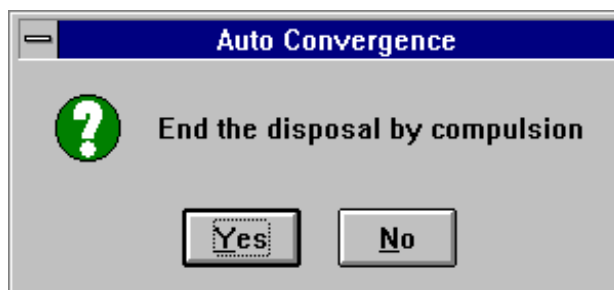 Auto Convergence
End the disposal by compulsion
Yes
No